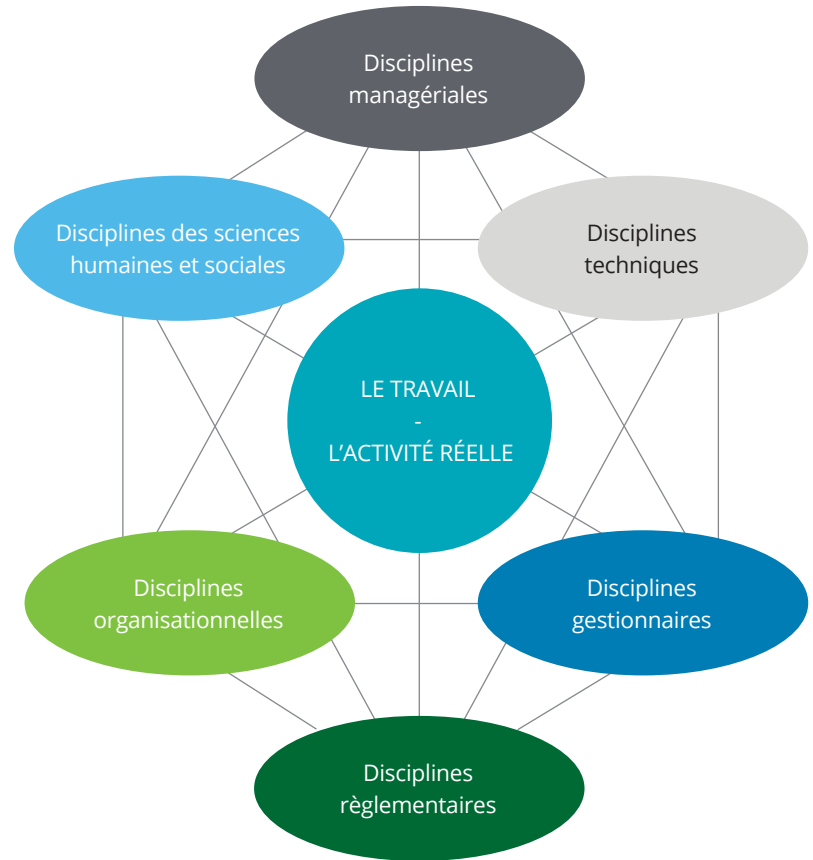 Disciplines
managériales
Disciplines des sciences
humaines et sociales
Disciplines
techniques
LE TRAVAIL
-
L’ACTIVITÉ RÉELLE
Disciplines
organisationnelles
Disciplines
gestionnaires
Disciplines
règlementaires